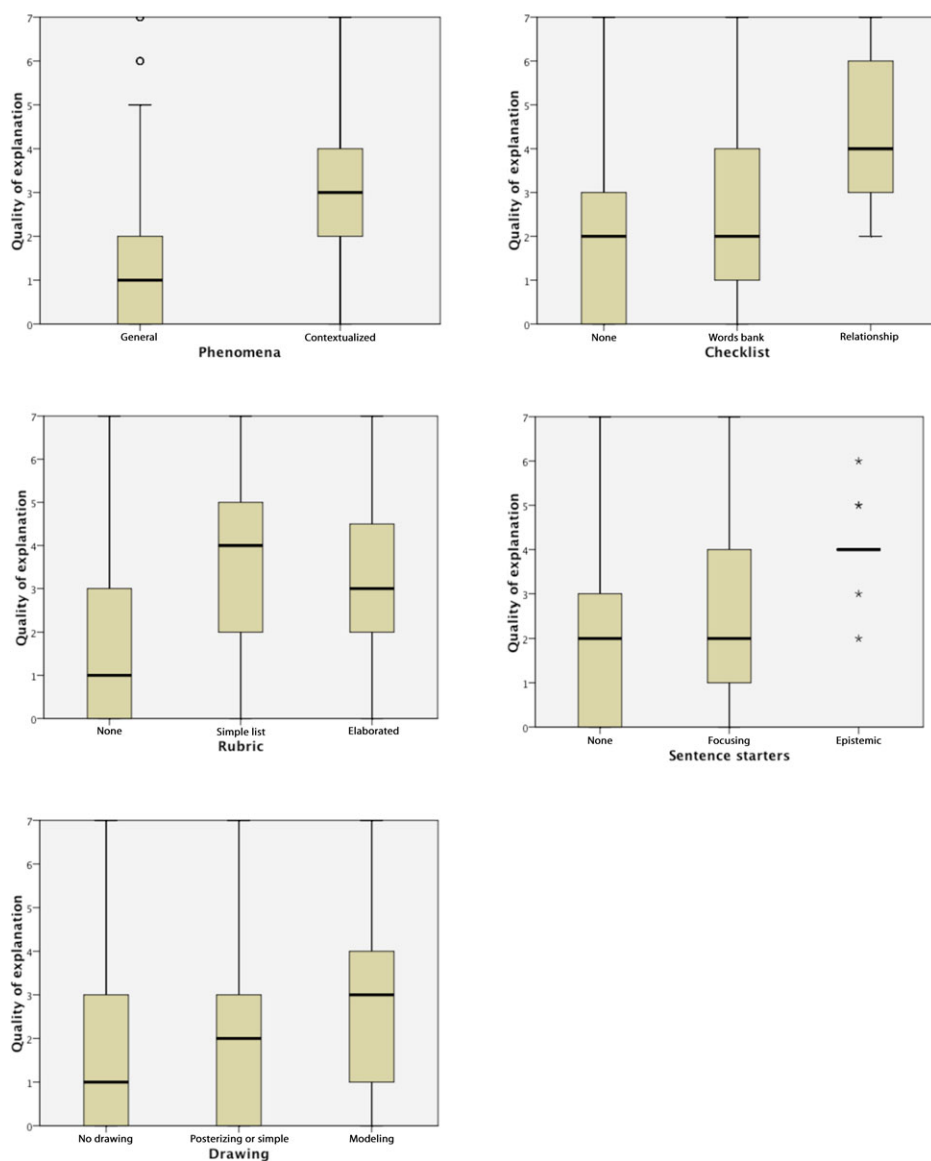 Quality of explanation
7
6
5
4
3
2
1
0
General
Contextualized
Phenomena
Quality of explanation
7
6
5
4
3
2
1
0
None
Words bank
Relationship
Checklist
Quality of explanation
7
6
5
4
3
2
1
0
None
Simple list
Elaborated
Rubric
Quality of explanation
7
6
5
4
3
2
1
0
None
Focusing
Epistemic
Sentence starters
Quality of explanation
7
6
5
4
3
2
1
0
No drawing
Posterizing or simple
Modeling
Drawing